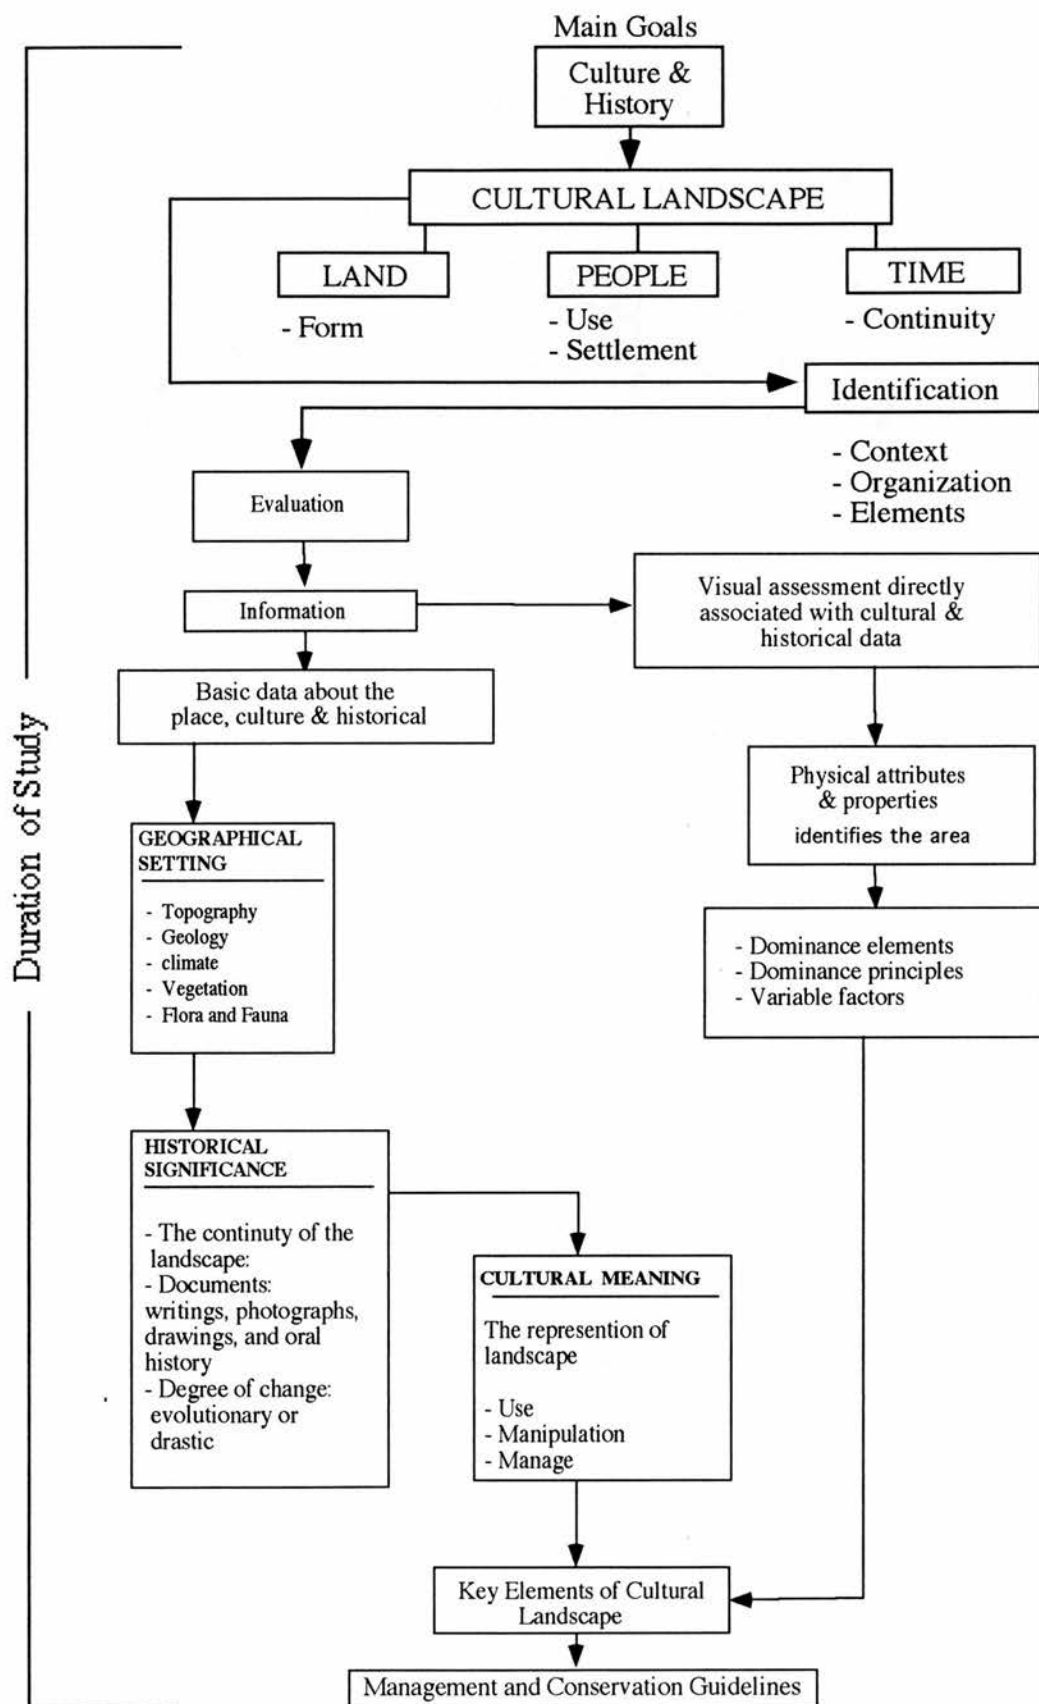 Main Goals
Culture &
History
CULTURAL LANDSCAPE
LAND
PEOPLE
TIME
- Form
- Use
- Settlement
- Continuity
Identification
- Context
- Organization
- Elements
Evaluation
Information
Visual assessment directly
associated with cultural &
historical data
Basic data about the
place, culture & historical
Physical attributes
& properties
identifies the area
GEOGRAPHICAL
SETTING
- Topography
- Geology
- climate
- Vegetation
- Flora and Fauna
- Dominance elements
- Dominance principles
- Variable factors
Duration of Study
HISTORICAL
SIGNIFICANCE
- The continuty of the
landscape:
- Documents:
writings, photographs,
drawings, and oral
history
- Degree of change:
evolutionary or
drastic
CULTURAL MEANING
The represention of
landscape
- Use
- Manipulation
- Manage
Key Elements of Cultural
Landscape
Management and Conservation Guidelines